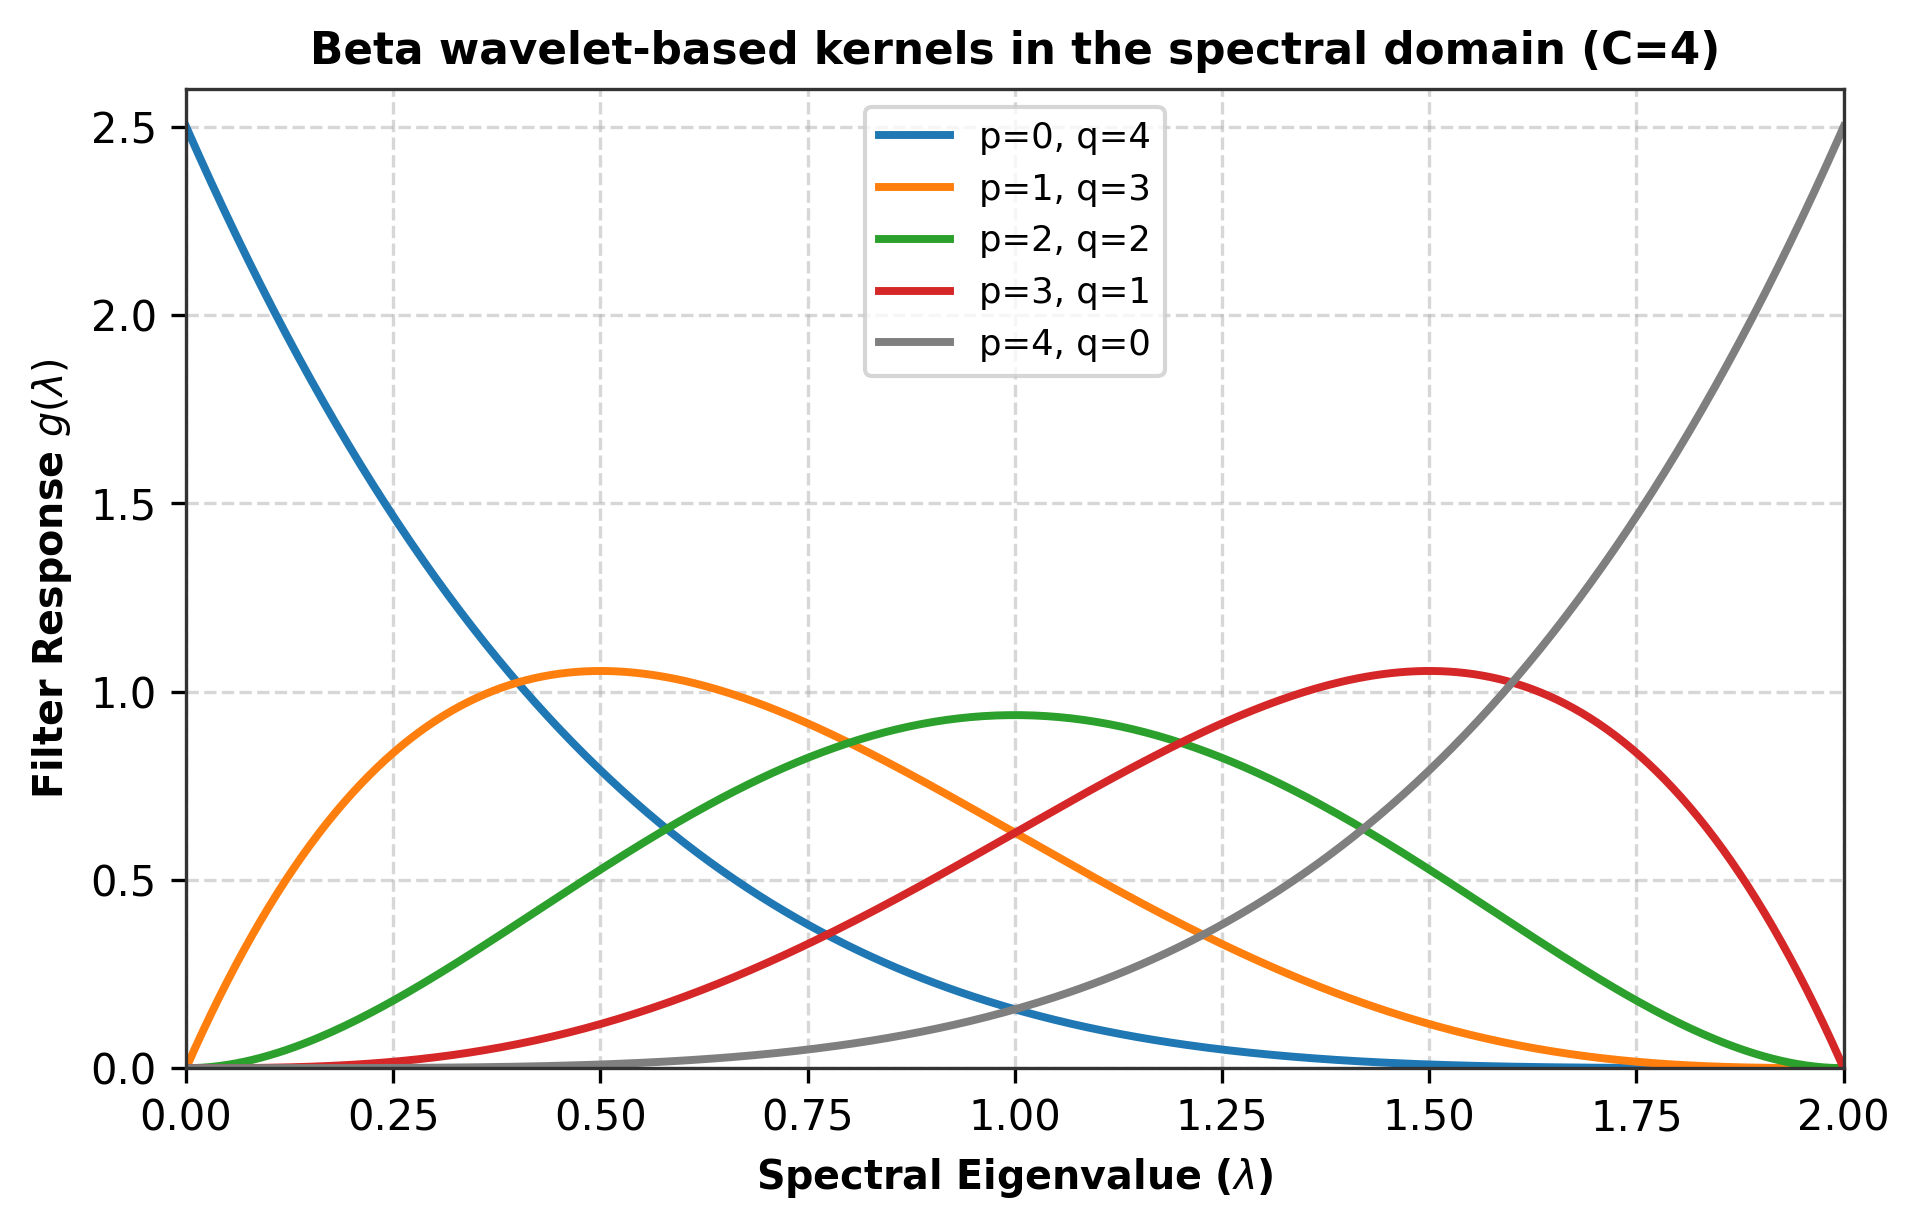 Beta wavelet-based kernels in the spectral domain (C=4)
p=0, q=4
p=1, q=3
p=2, q=2
p=3, q=1
p=4, q=0
Filter Response g(λ)
2.5
2.0
1.5
1.0
0.5
0.0
0.00 0.25 0.50 0.75 1.00 1.25 1.50 1.75 2.00
Spectral Eigenvalue (λ)